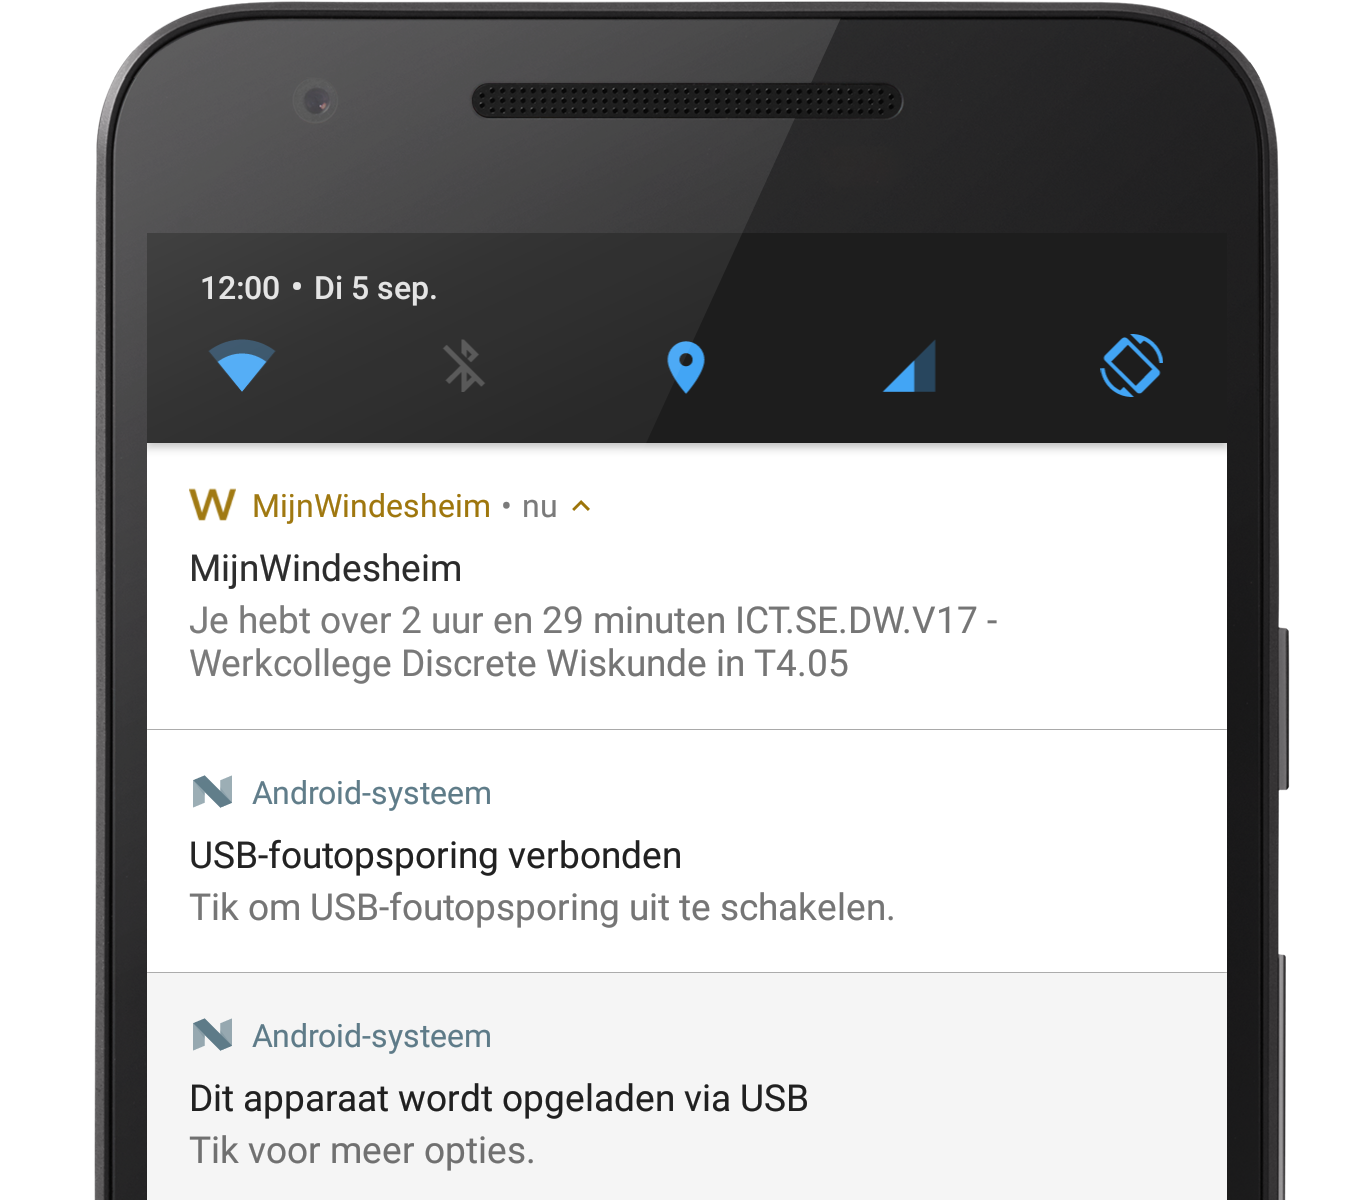 12:00 • Di 5 sep.
W MijnWindesheim • nu
MijnWindesheim
Je hebt over 2 uur en 29 minuten ICT.SE.DW.V17 -
Werkcollege Discrete Wiskunde in T4.05
Android-systeem
USB-foutopsporing verbonden
Tik om USB-foutopsporing uit te schakelen.
Android-systeem
Dit apparaat wordt opgeladen via USB
Tik voor meer opties.